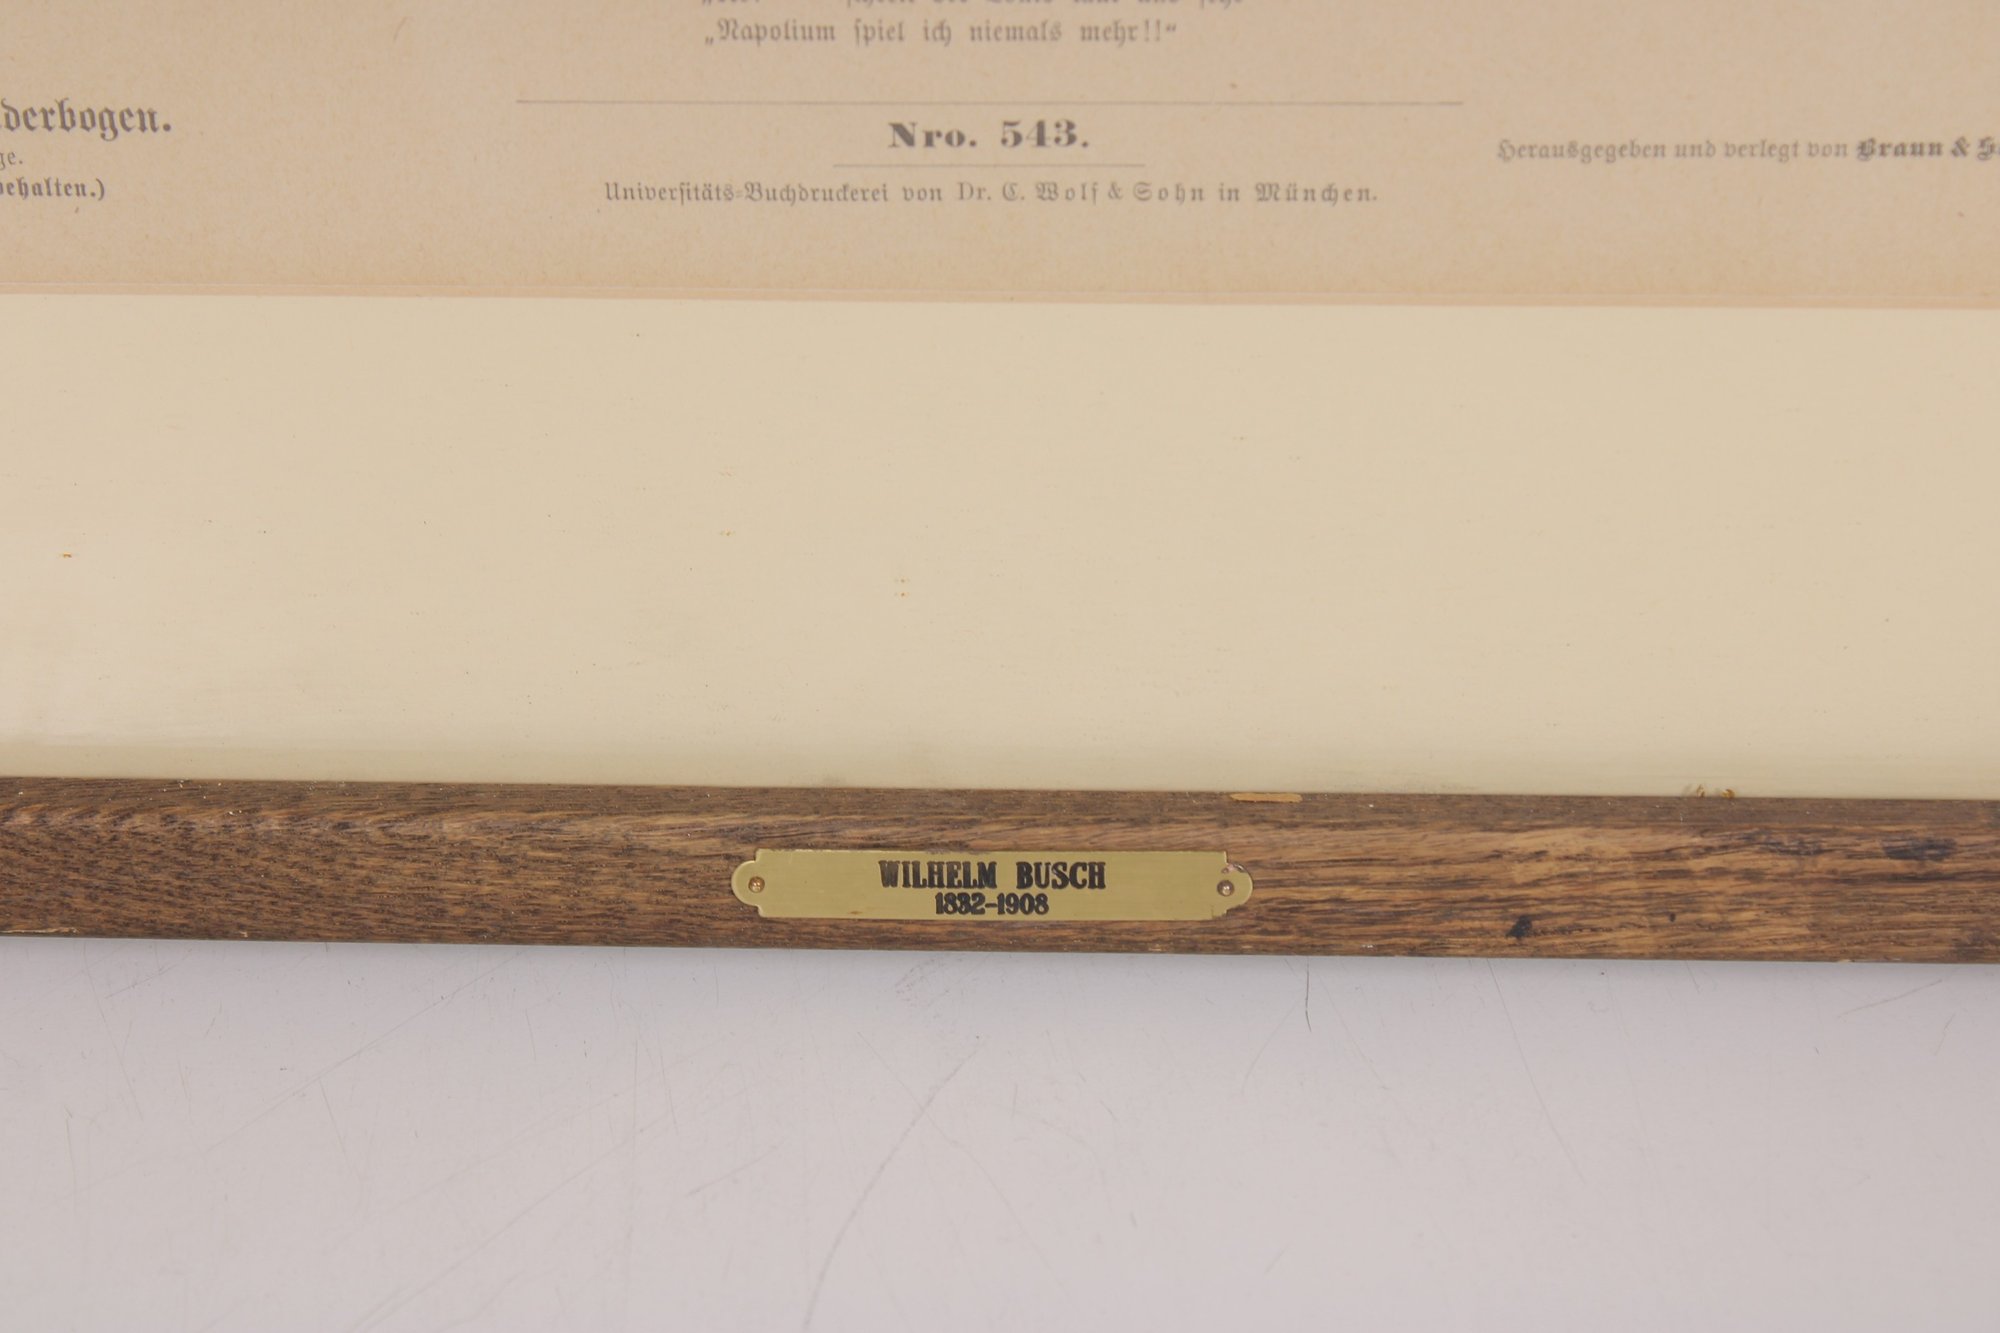 „Napolium spiel ich niemals mehr!!“
derbogen.
ge.
behalten.)
Nro. 543.
Universitäts-Buchdruckerei von Dr. C. Wolf & Sohn in München.
Herausgegeben und verlegt von Braun &
WILHELM BUSCH
1832-1908